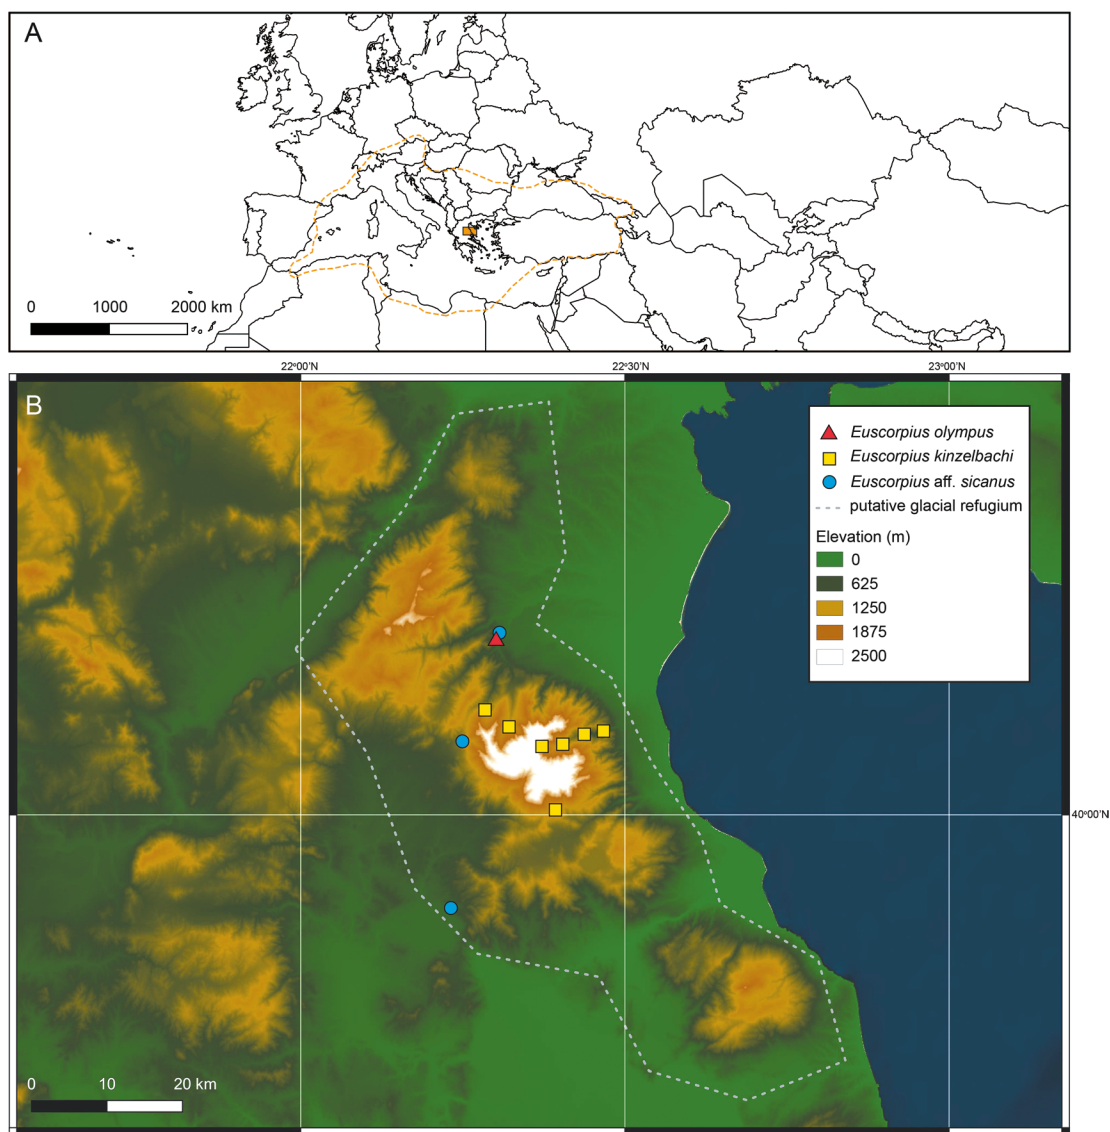 A
0 1000 2000 km
22°00'N 22°30'N 23°00'N
B
Euscorpius olympus
Euscorpius kinzelbachi
Euscorpius aff. sicanus
putative glacial refugium
Elevation (m)
0
625
1250
1875
2500
40°00'N
0 10 20 km